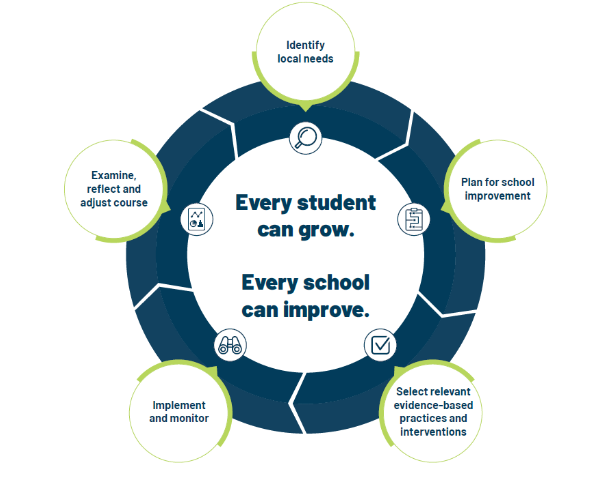 Identify
local needs
Plan for school
improvement
Select relevant
evidence-based
practices and
interventions
Implement
and monitor
Examine,
reflect and
adjust course
Every student
can grow.
Every school
can improve.